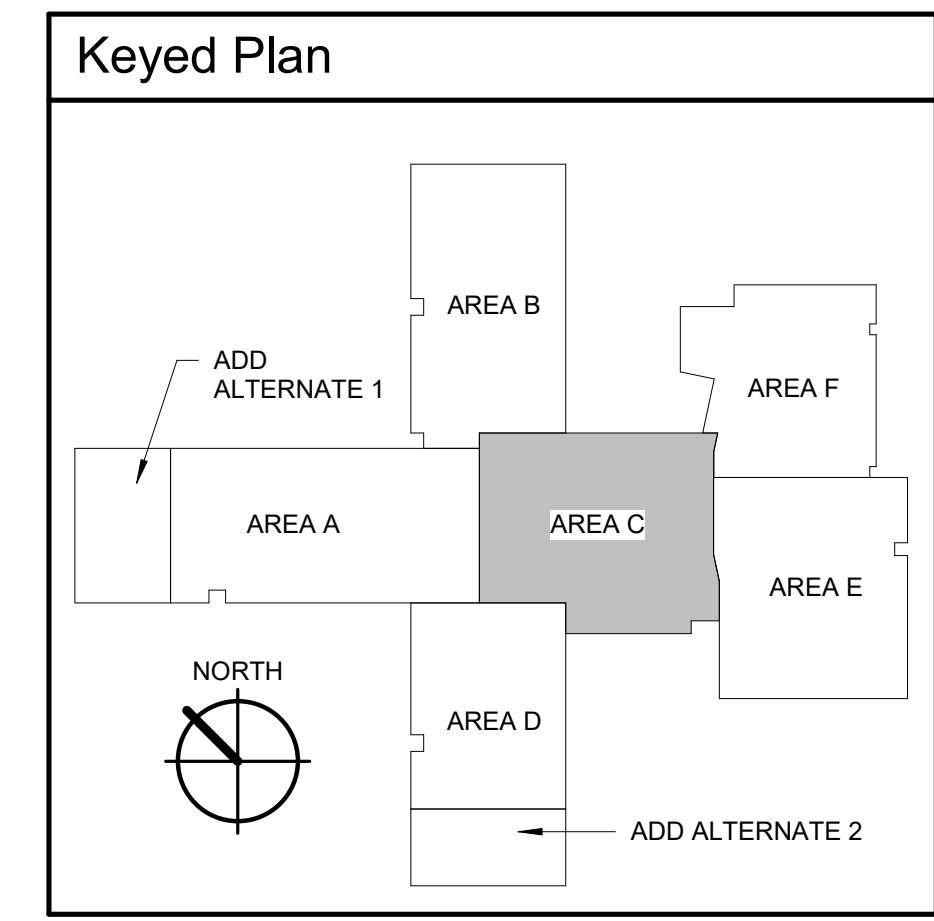 Keyed Plan
AREA B
ADD
ALTERNATE 1
AREA F
AREA A
AREA C
AREA E
NORTH
AREA D
ADD ALTERNATE 2